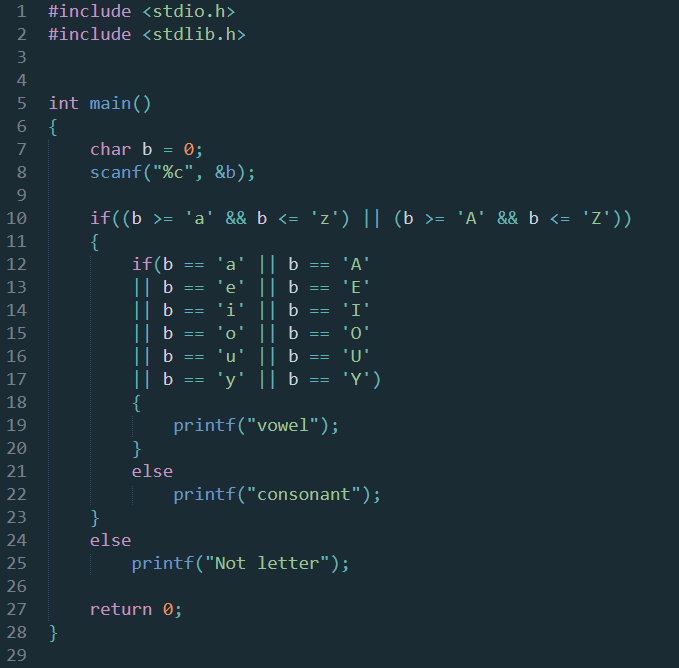 1 #include <stdio.h>
2 #include <stdlib.h>
3
4
5 int main()
6 {
7     char b = 0;
8     scanf("%c", &b);
9
10     if((b >= 'a' && b <= 'z') || (b >= 'A' && b <= 'Z'))
11     {
12         if(b == 'a' || b == 'A'
13         || b == 'e' || b == 'E'
14         || b == 'i' || b == 'I'
15         || b == 'o' || b == 'O'
16         || b == 'u' || b == 'U'
17         || b == 'y' || b == 'Y')
18         {
19             printf("vowel");
20         }
21         else
22             printf("consonant");
23     }
24     else
25         printf("Not letter");
26
27     return 0;
28 }
29